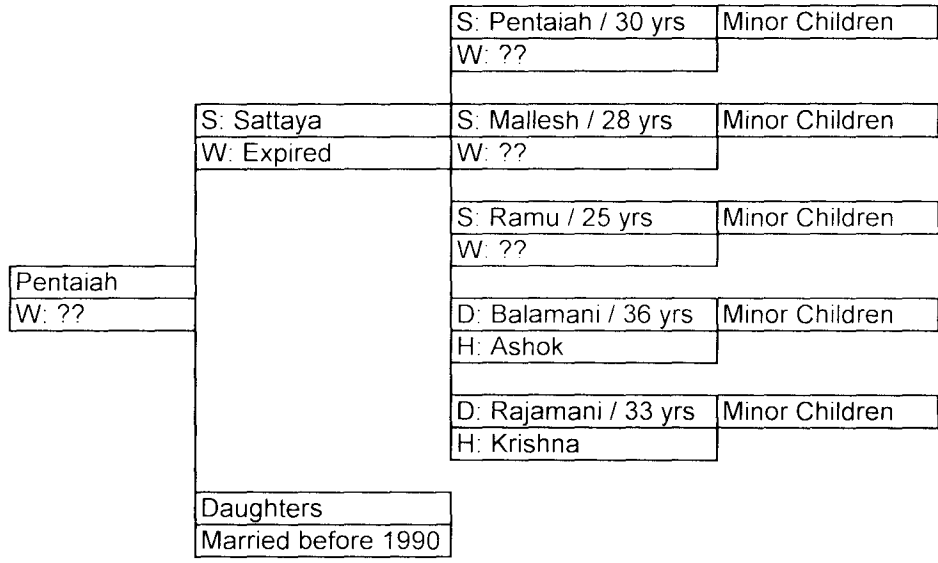 S: Pentaiah / 30 yrs Minor Children
W: ??
S: Sattaya S: Mallesh / 28 yrs Minor Children
W: Expired W: ??
S: Ramu / 25 yrs Minor Children
W: ??
Pentaiah
W: ??
D: Balamani / 36 yrs Minor Children
H: Ashok
D: Rajamani / 33 yrs Minor Children
H: Krishna
Daughters
Married before 1990